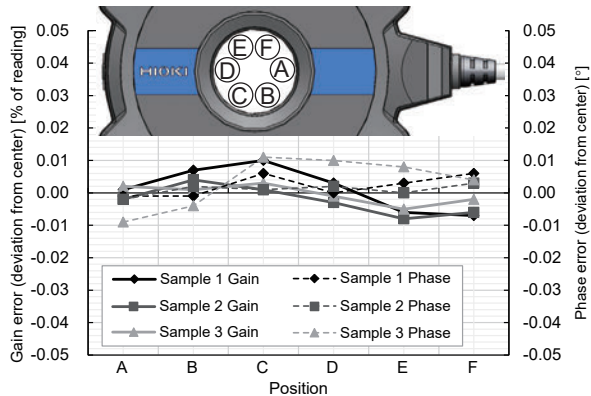 Gain error (deviation from center) [% of reading]
0.05
0.04
0.03
0.02
0.01
0.00
-0.01
-0.02
-0.03
-0.04
-0.05
HIOKI
E F
D A
C B
Sample 1 Gain Sample 1 Phase
Sample 2 Gain Sample 2 Phase
Sample 3 Gain Sample 3 Phase
A B C D E F
Position
0.05
0.04
0.03
0.02
0.01
0.00
-0.01
-0.02
-0.03
-0.04
-0.05
Phase error (deviation from center) [°]